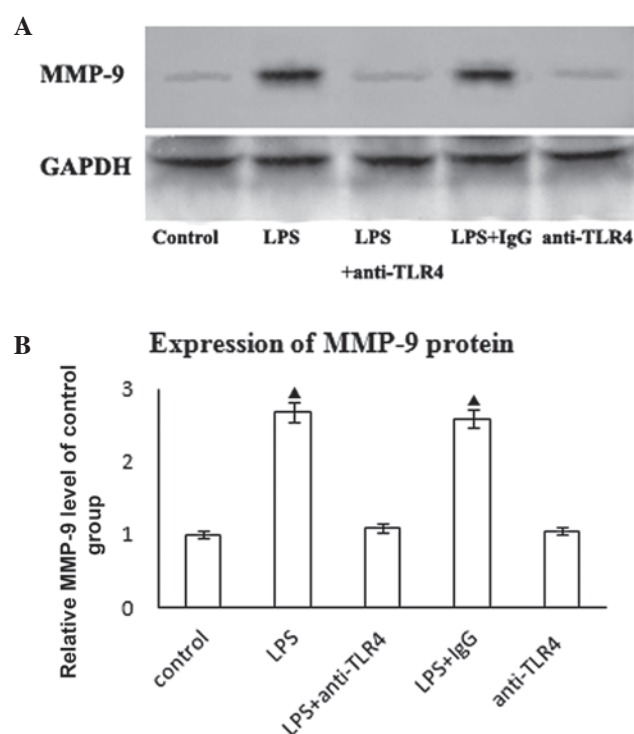 A
MMP-9
GAPDH
Control LPS LPS LPS+IgG anti-TLR4
+anti-TLR4
B
Expression of MMP-9 protein
Relative MMP-9 level of control
group
3
2
1
0
control
LPS
LPS+anti-TLR4
LPS+IgG
anti-TLR4